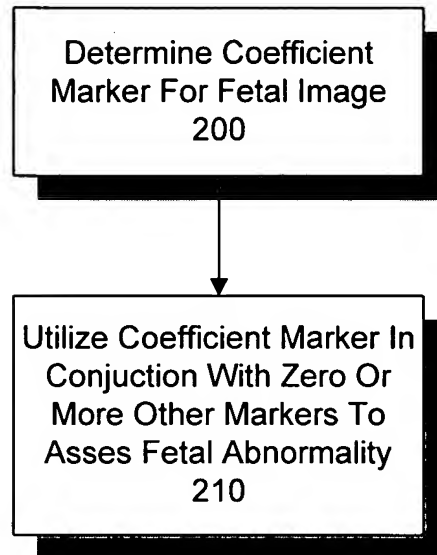 Determine Coefficient
Marker For Fetal Image
200
Utilize Coefficient Marker In
Conjuction With Zero Or
More Other Markers To
Asses Fetal Abnormality
210